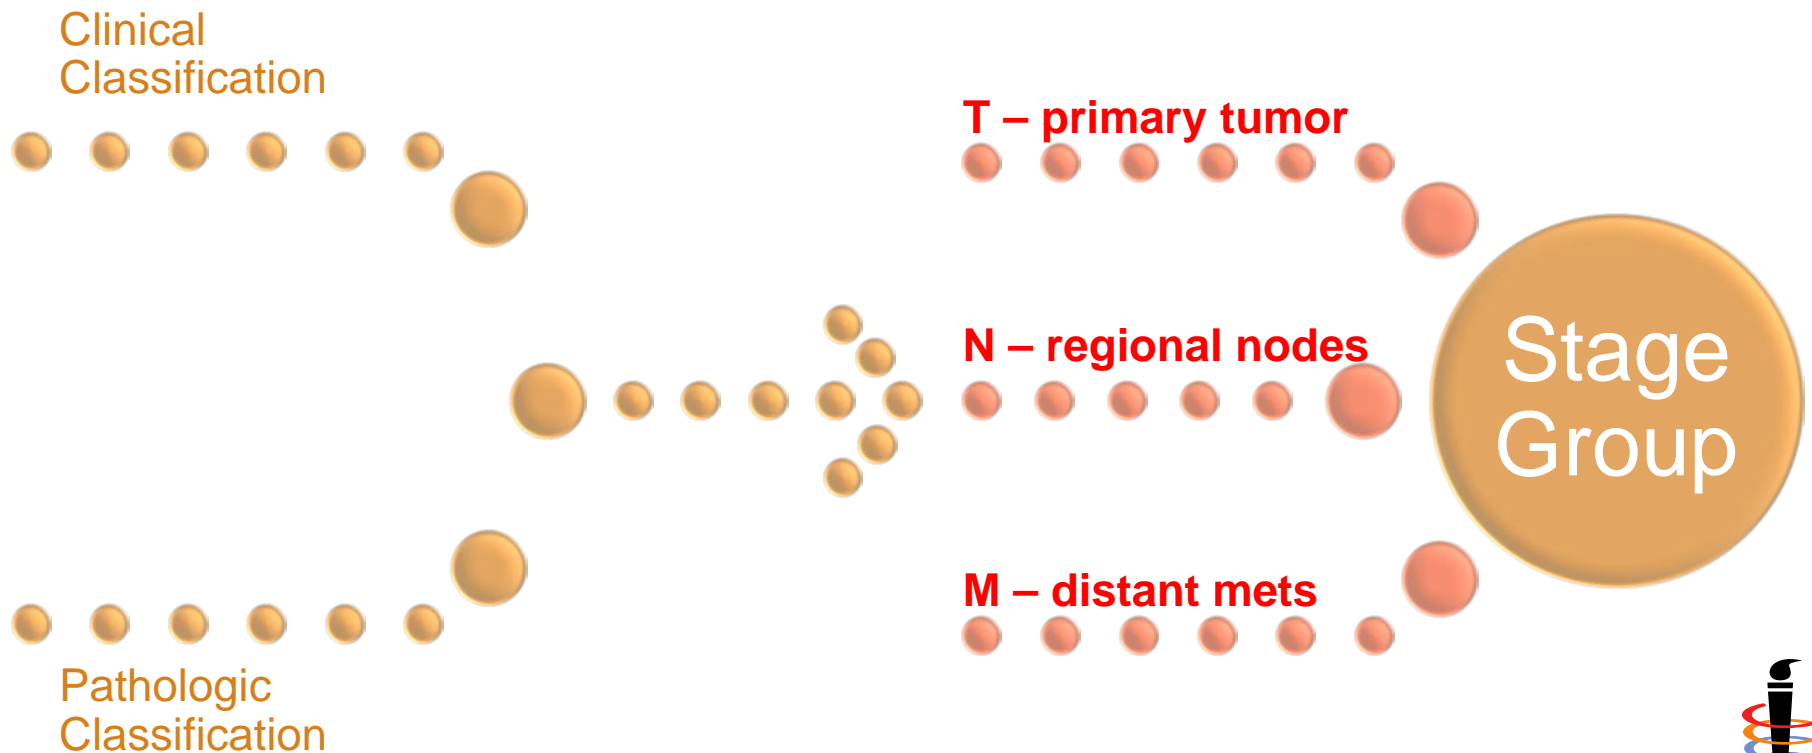 Clinical
Classification
T – primary tumor
N – regional nodes
Stage
Group
M – distant mets
Pathologic
Classification